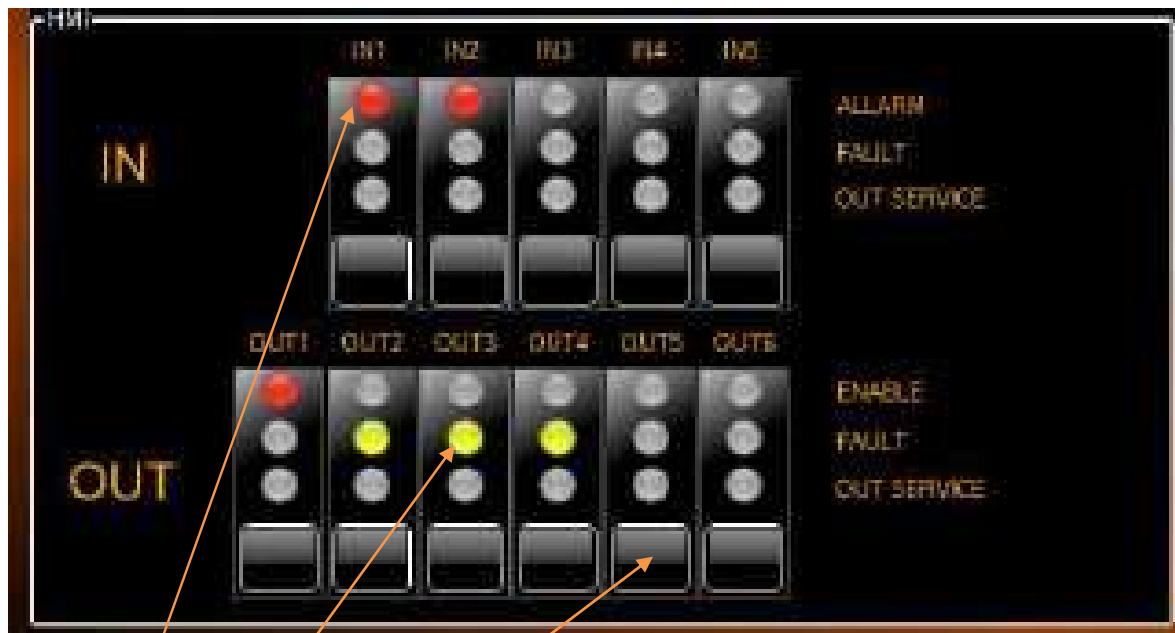 HMI
IN1 IN2 IN3 IN4 IN5
IN
ALLARM
FAULT
OUT SERVICE
OUT1 OUT2 OUT3 OUT4 OUT5 OUT6
OUT
ENABLE
FAULT
OUT SERVICE